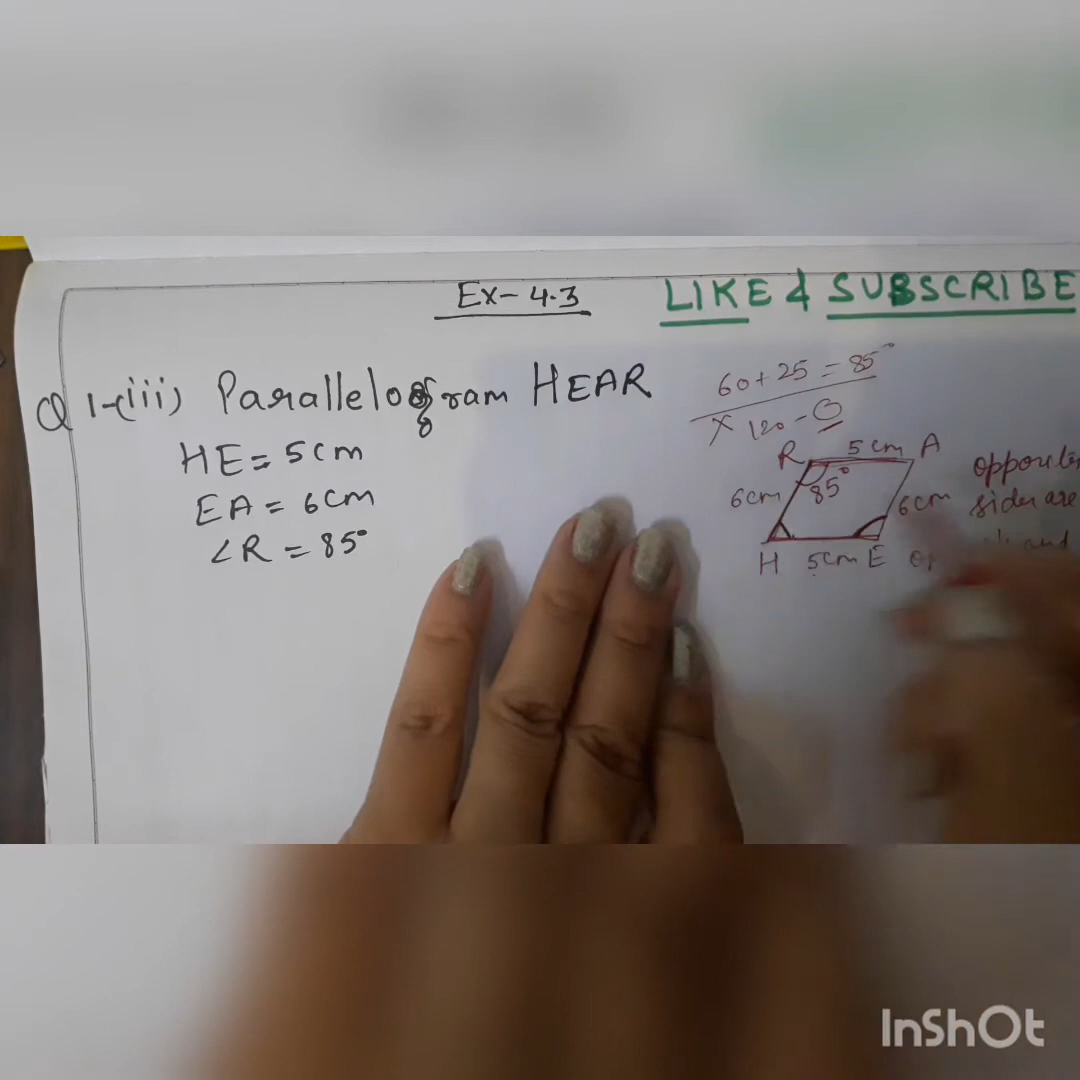 Ex- 4.3
LIKE & SUBSCRIBE
Q 1-(iii) Parallelogram HEAR
HE = 5cm
EA = 6cm
∠R = 85°
60+25 = 85°
R 5cm A
6cm 85° 6cm
H 5cm E
sides are
and
InShOt